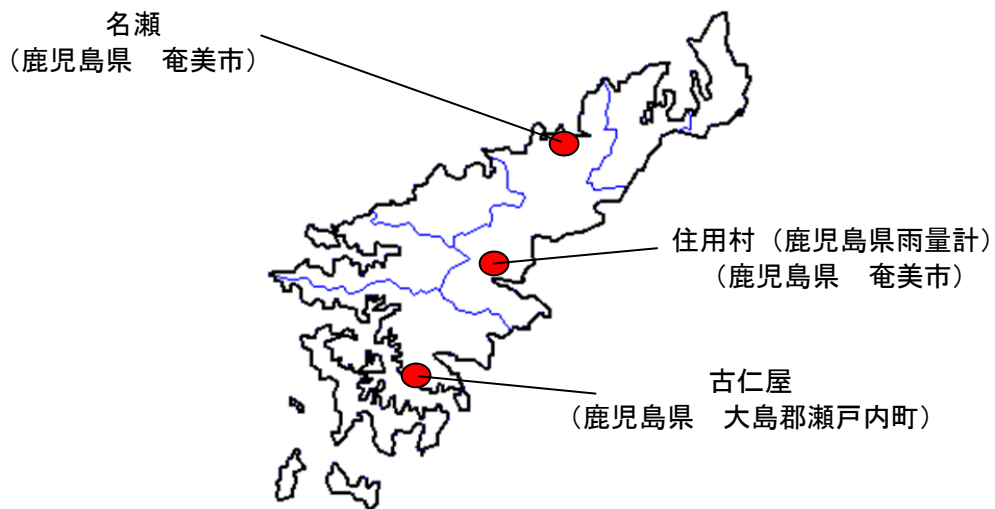 名瀬
（鹿児島県　奄美市）
住用村（鹿児島県雨量計）
（鹿児島県　奄美市）
古仁屋
（鹿児島県　大島郡瀬戸内町）